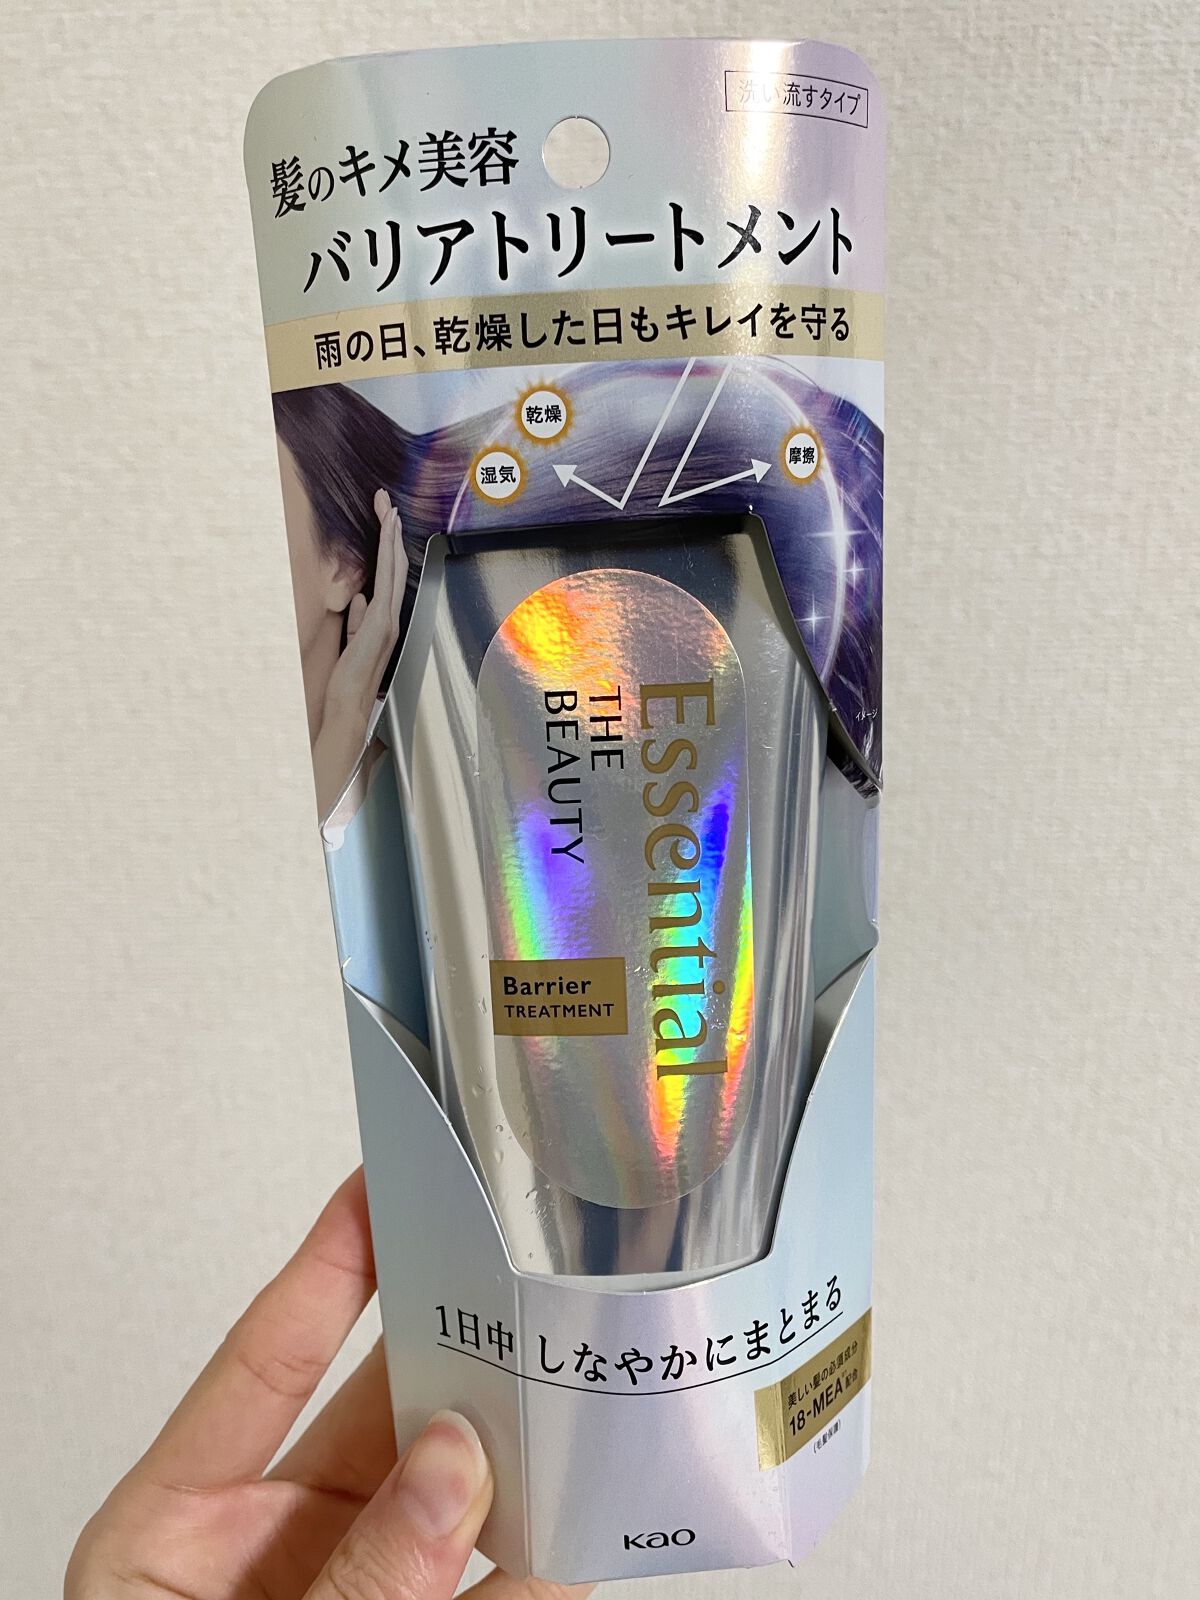 洗い流すタイプ
髪のキメ美容
バリアトリートメント
雨の日、乾燥した日もキレイを守る
乾燥
湿気
摩擦
イメージ
Essential
THE
BEAUTY
Barrier
TREATMENT
1日中 しなやかにまとまる
美しい髪の必須成分
18-MEA*配合
(毛髪保護)
Kao